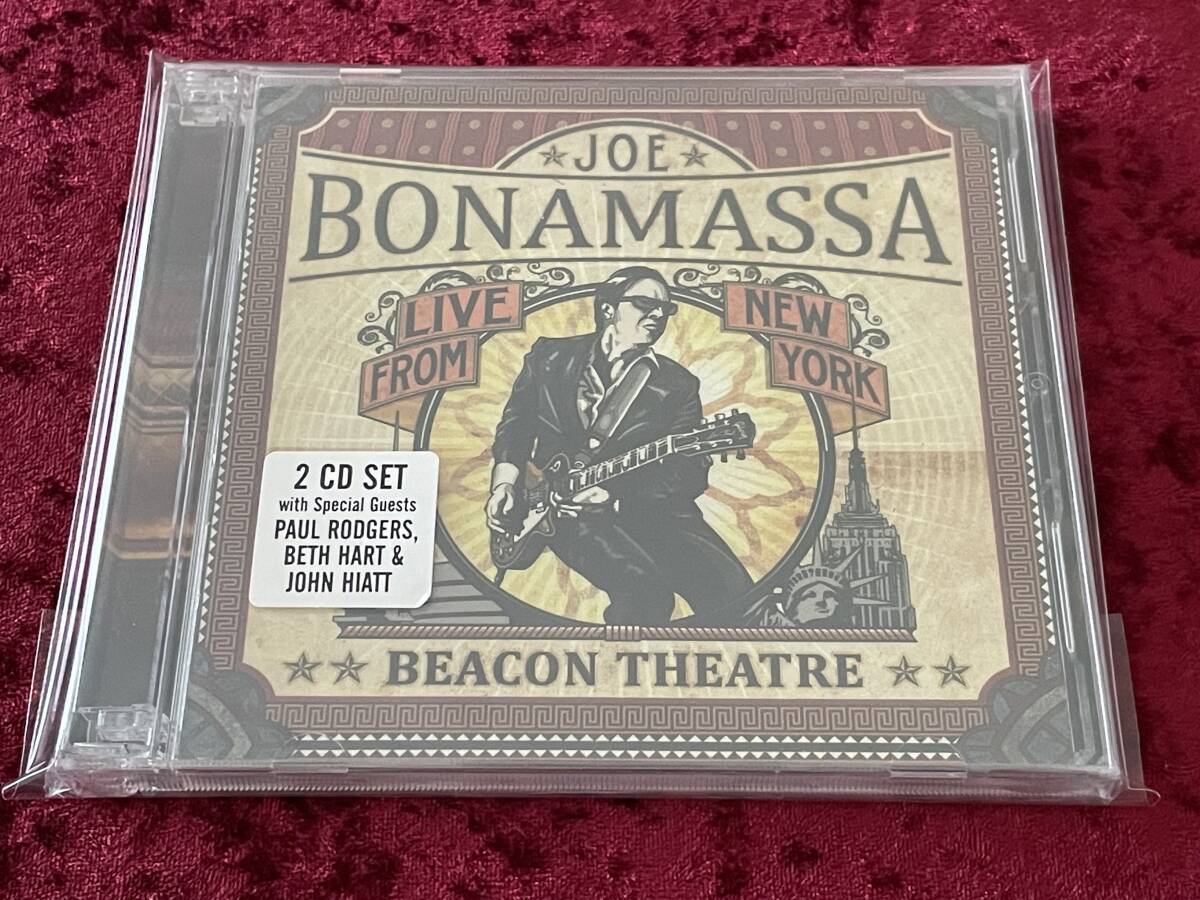 JOE
BONAMASSA
LIVE
FROM
NEW
YORK
2 CD SET
with Special Guests
PAUL RODGERS,
BETH HART &
JOHN HIATT
BEACON THEATRE